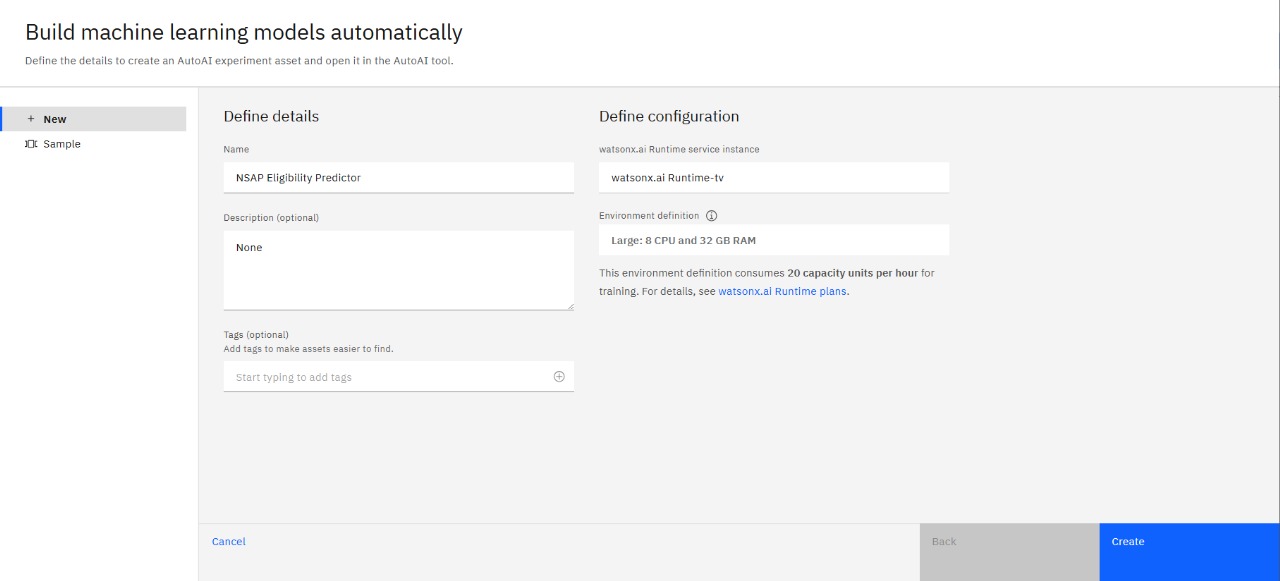 Build machine learning models automatically
Define the details to create an AutoAI experiment asset and open it in the AutoAI tool.
+ New
Sample
Define details
Name
NSAP Eligibility Predictor
Description (optional)
None
Tags (optional)
Add tags to make assets easier to find.
Start typing to add tags
Define configuration
watsonx.ai Runtime service instance
watsonx.ai Runtime-tv
Environment definition
Large: 8 CPU and 32 GB RAM
This environment definition consumes 20 capacity units per hour for
training. For details, see watsonx.ai Runtime plans.
Cancel
Back
Create